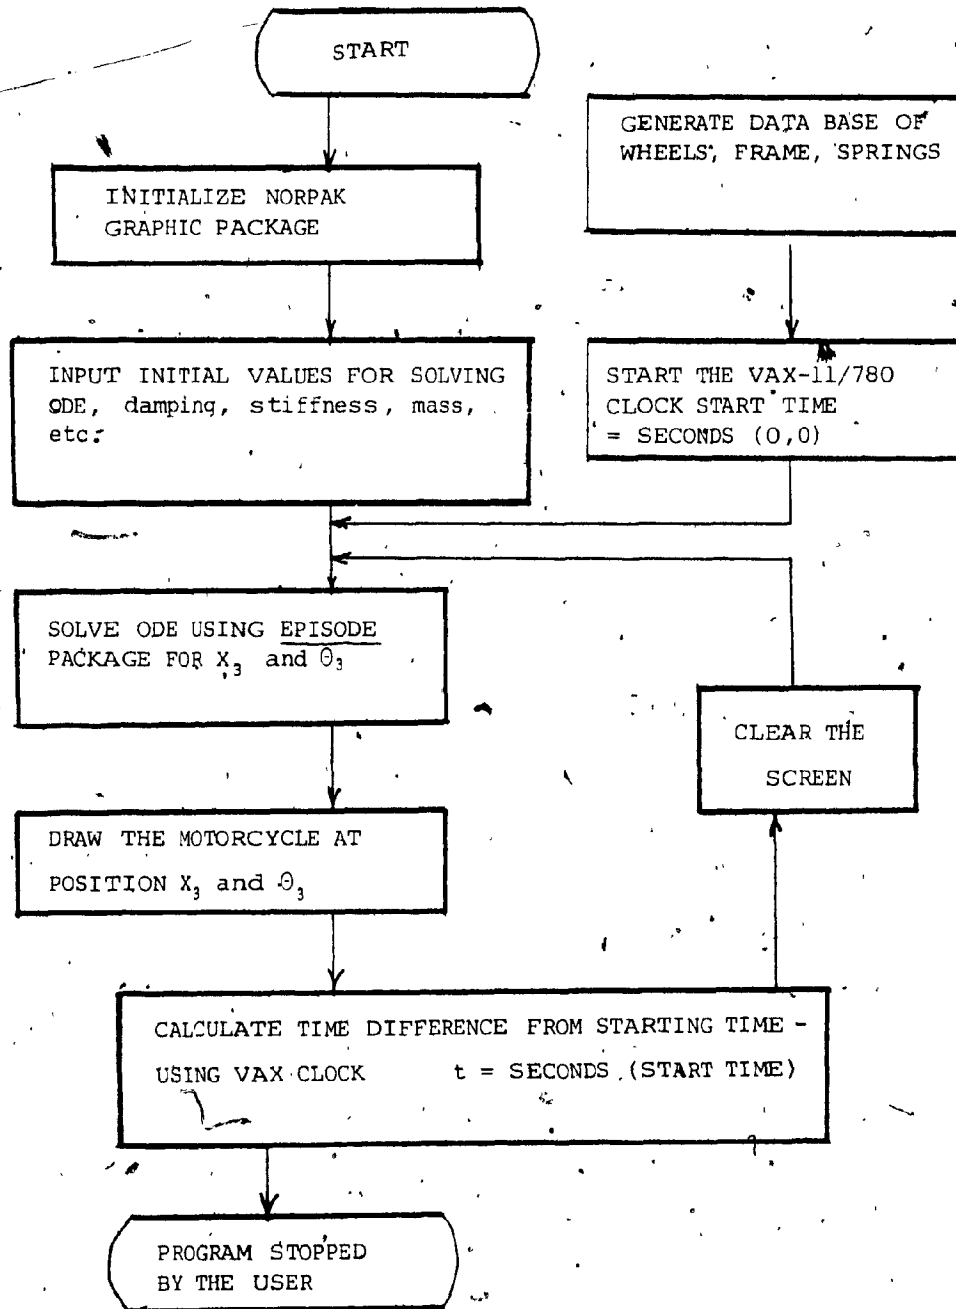 START
GENERATE DATA BASE OF
WHEELS, FRAME, SPRINGS
INITIALIZE NORPAK
GRAPHIC PACKAGE
INPUT INITIAL VALUES FOR SOLVING
ODE, damping, stiffness, mass,
etc.
START THE VAX-11/780
CLOCK START TIME
= SECONDS (0,0)
SOLVE ODE USING EPISODE
PACKAGE FOR X₃ and Θ₃
CLEAR THE
SCREEN
DRAW THE MOTORCYCLE AT
POSITION X₃ and Θ₃
CALCULATE TIME DIFFERENCE FROM STARTING TIME -
USING VAX CLOCK t = SECONDS (START TIME)
PROGRAM STOPPED
BY THE USER